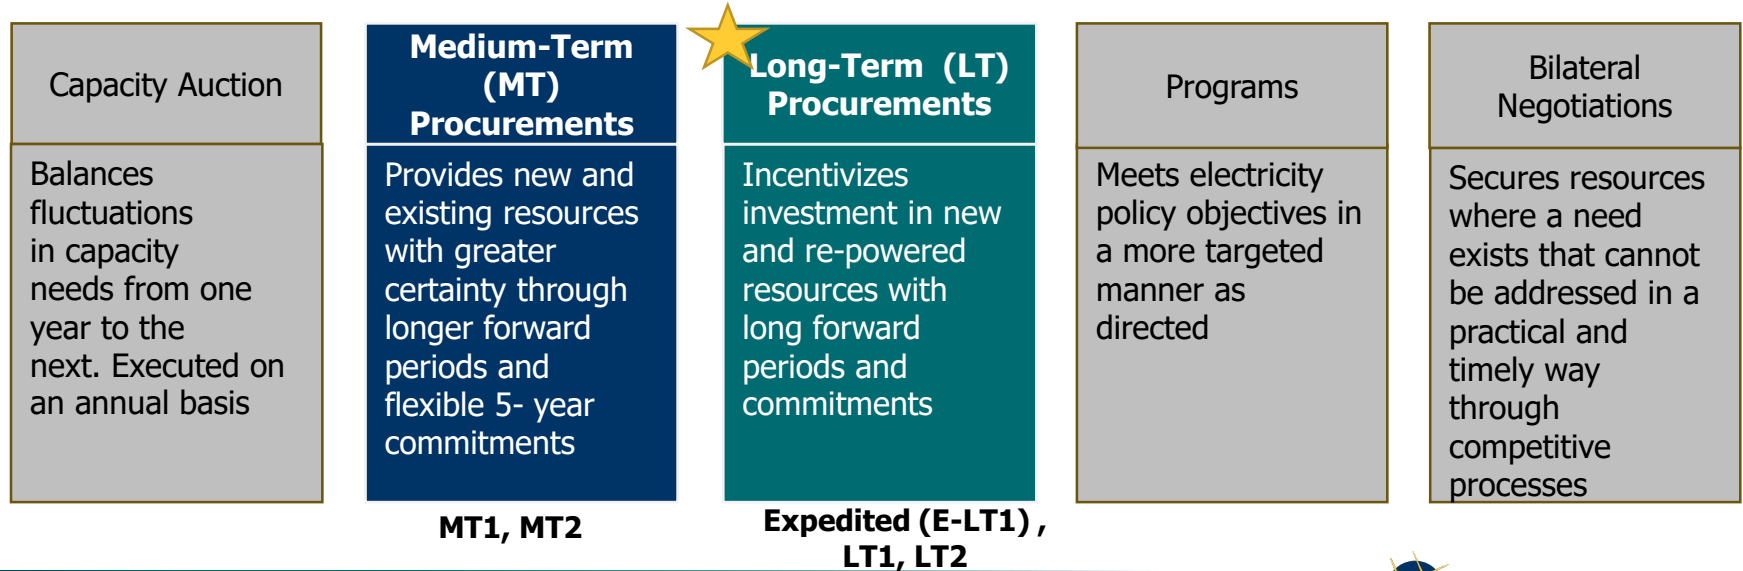 Capacity Auction
Balances
fluctuations
in capacity
needs from one
year to the
next. Executed on
an annual basis
Medium-Term
(MT)
Procurements
Provides new and
existing resources
with greater
certainty through
longer forward
periods and
flexible 5- year
commitments
MT1, MT2
Long-Term (LT)
Procurements
Incentivizes
investment in new
and re-powered
resources with
long forward
periods and
commitments
Expedited (E-LT1) ,
LT1, LT2
Programs
Meets electricity
policy objectives in
a more targeted
manner as
directed
Bilateral
Negotiations
Secures resources
where a need
exists that cannot
be addressed in a
practical and
timely way
through
competitive
processes